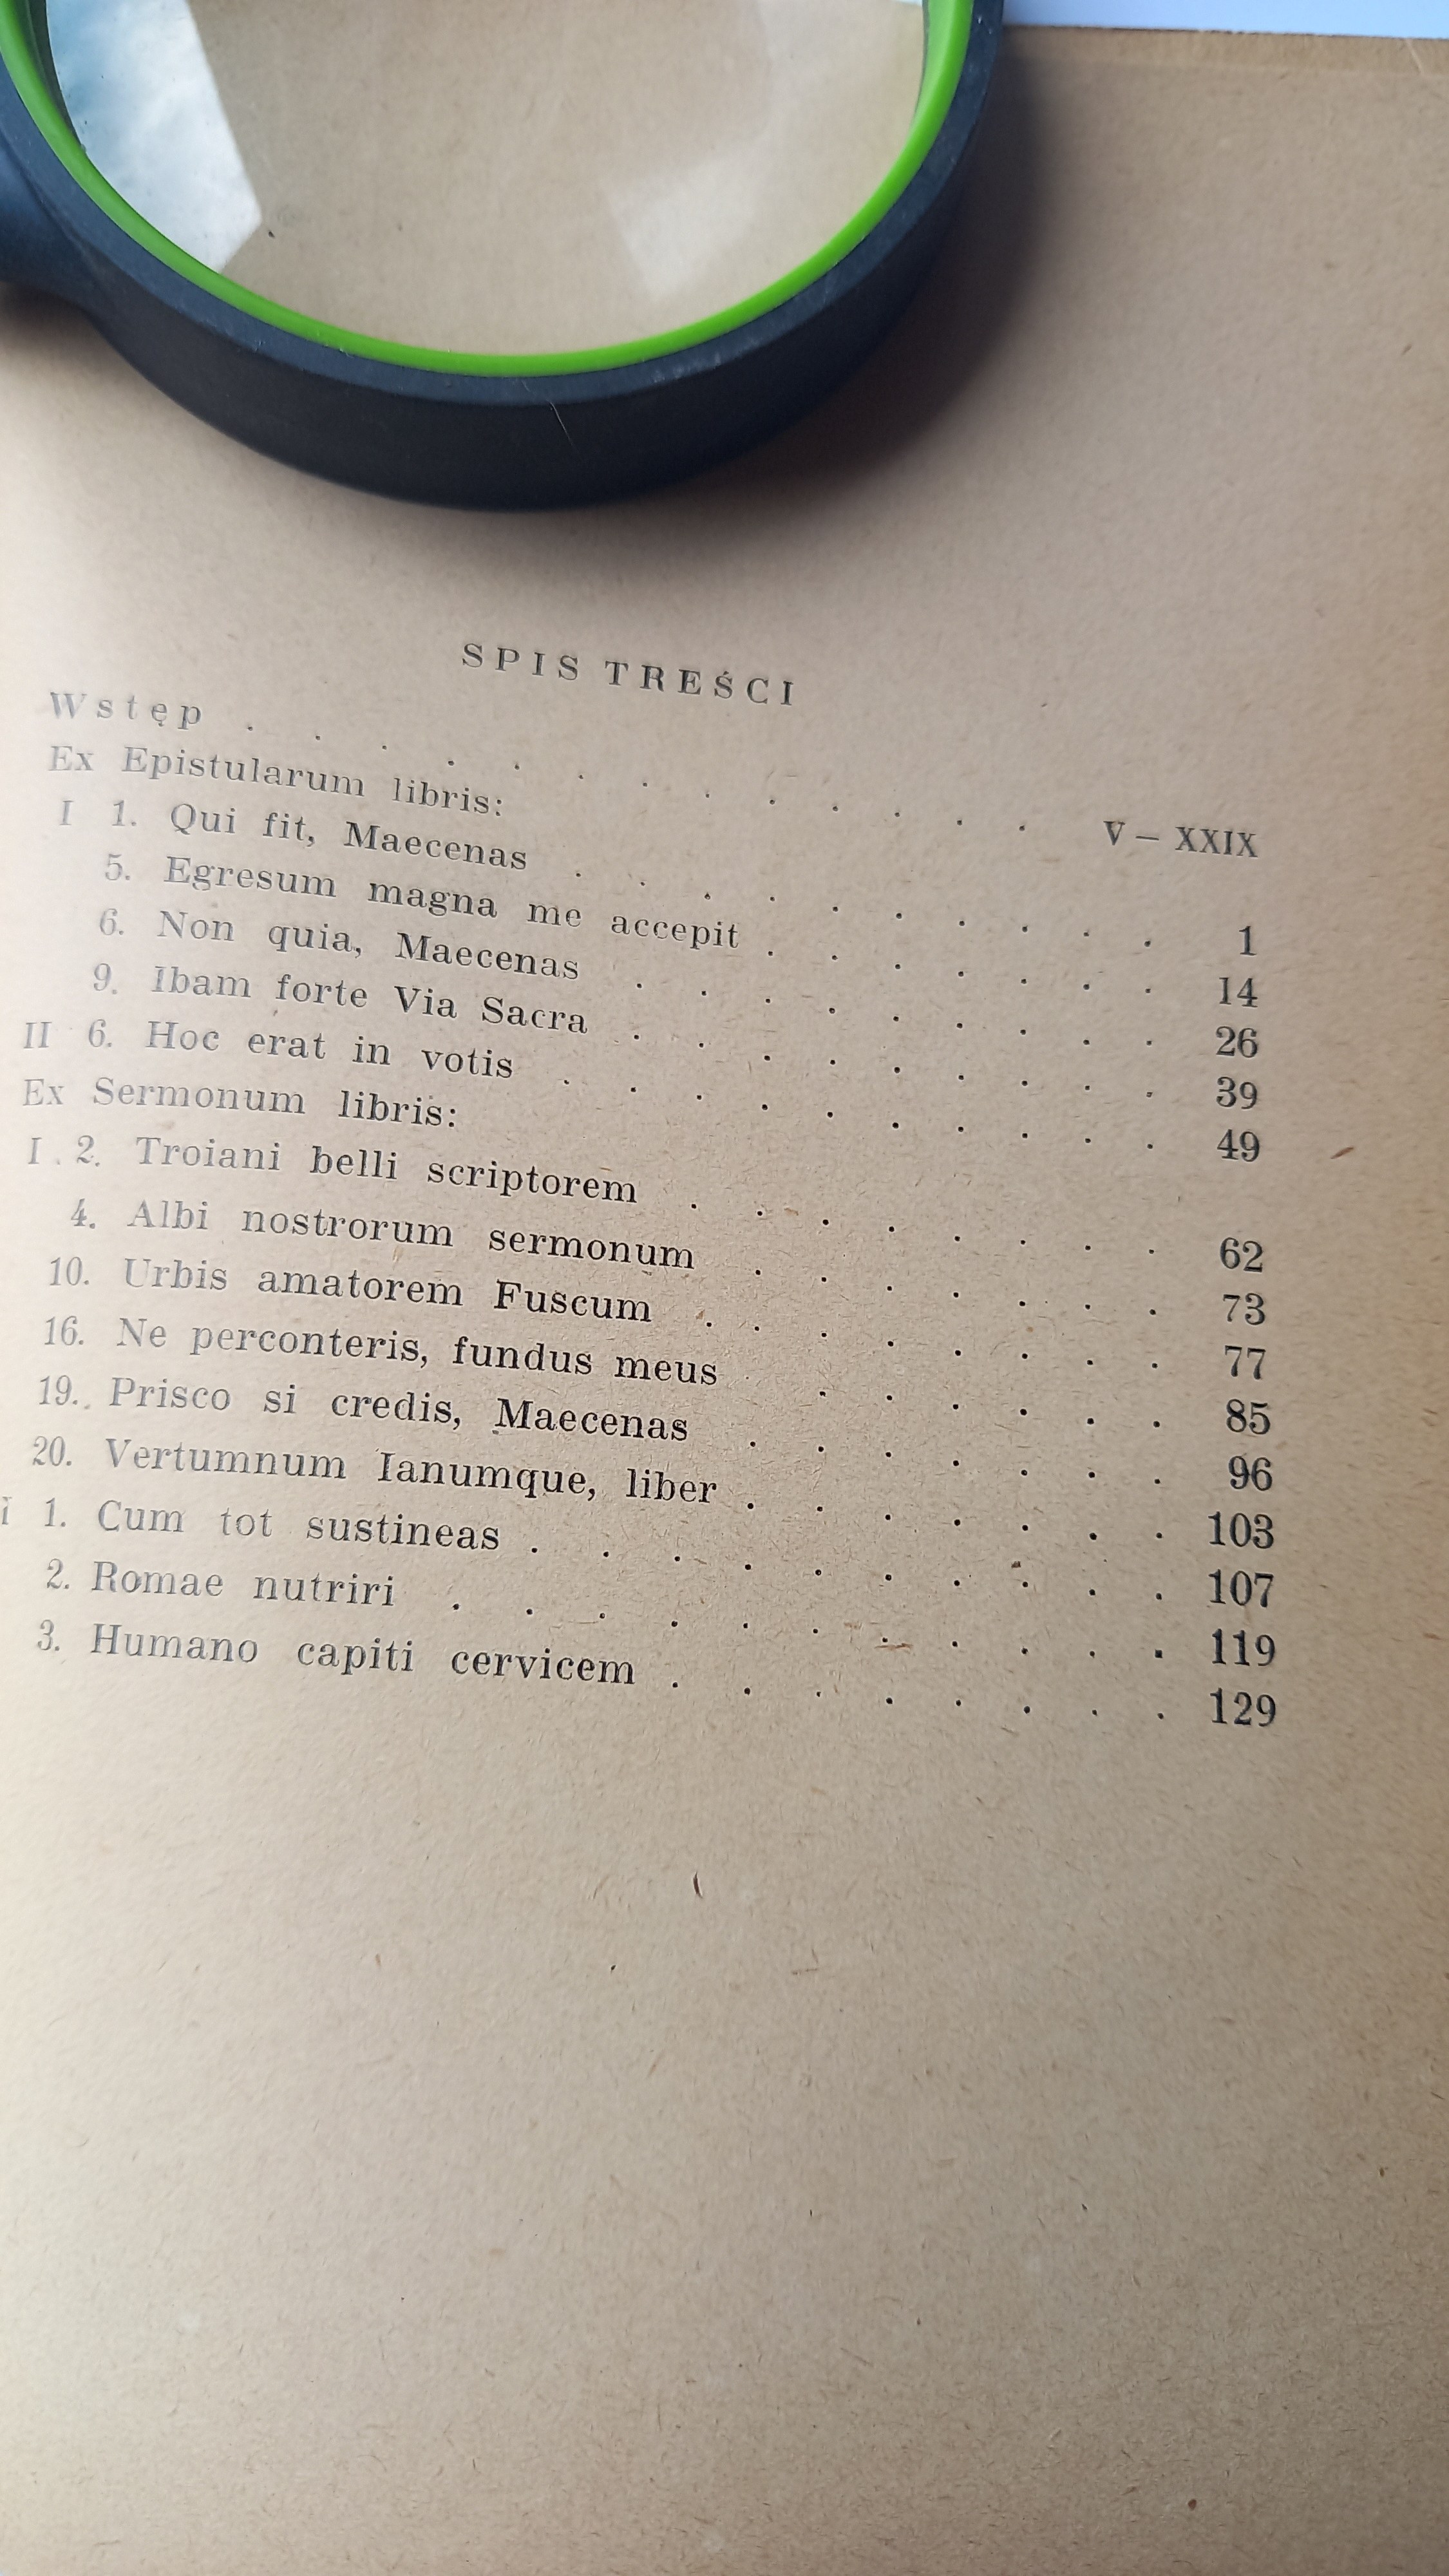 SPIS TREŚCI
Wstęp . . . . . . . . . . . . . V — XXIX
Ex Epistularum libris:
I 1. Qui fit, Maecenas . . . . . . . . . . 1
5. Egresum magna me accepit . . . . . . . 14
6. Non quia, Maecenas . . . . . . . . . 26
9. Ibam forte Via Sacra . . . . . . . . . 39
II 6. Hoc erat in votis . . . . . . . . . . 49
Ex Sermonum libris:
I 2. Troiani belli scriptorem . . . . . . . . 62
4. Albi nostrorum sermonum . . . . . . . 73
10. Urbis amatorem Fuscum . . . . . . . . 77
16. Ne perconteris, fundus meus . . . . . . 85
19. Prisco si credis, Maecenas . . . . . . . 96
20. Vertumnum Ianumque, liber . . . . . . . 103
I 1. Cum tot sustineas . . . . . . . . . . 107
2. Romae nutriri . . . . . . . . . . . 119
3. Humano capiti cervicem . . . . . . . . 129